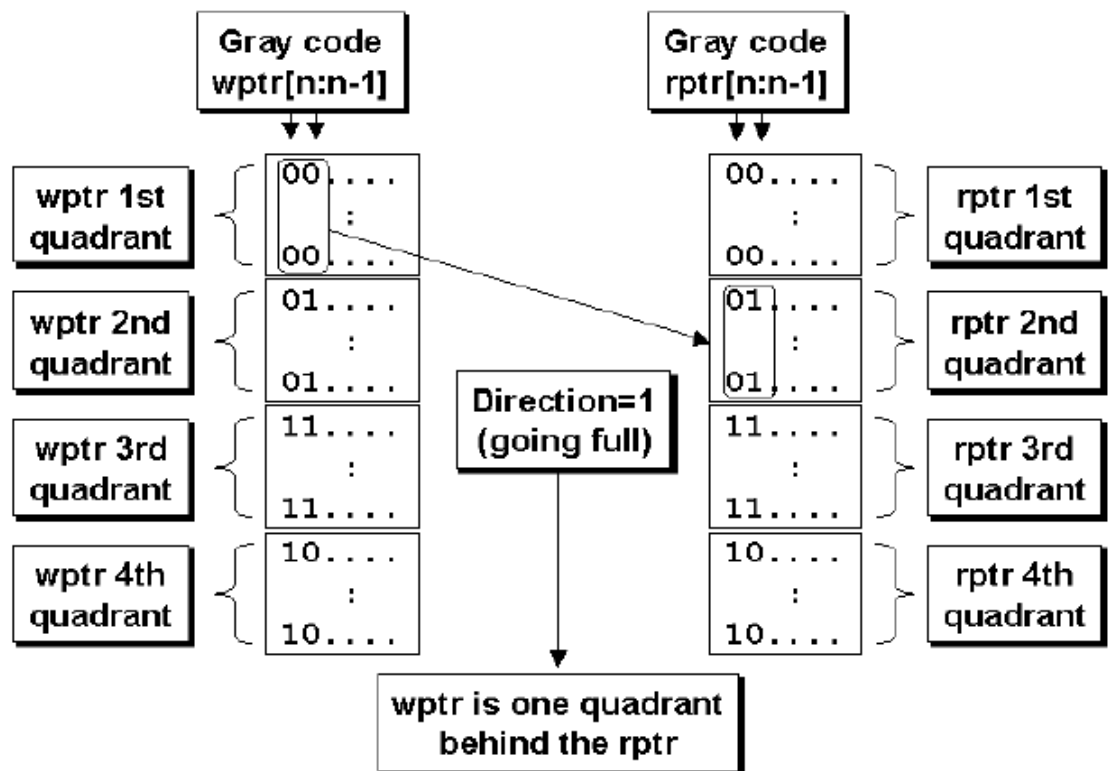 Gray code
wptr[n:n-1]
Gray code
rptr[n:n-1]
wptr 1st
quadrant
00....
:
00....
00....
:
00....
rptr 1st
quadrant
wptr 2nd
quadrant
01....
:
01....
01....
:
01....
rptr 2nd
quadrant
Direction=1
(going full)
wptr 3rd
quadrant
11....
:
11....
11....
:
11....
rptr 3rd
quadrant
wptr 4th
quadrant
10....
:
10....
10....
:
10....
rptr 4th
quadrant
wptr is one quadrant
behind the rptr